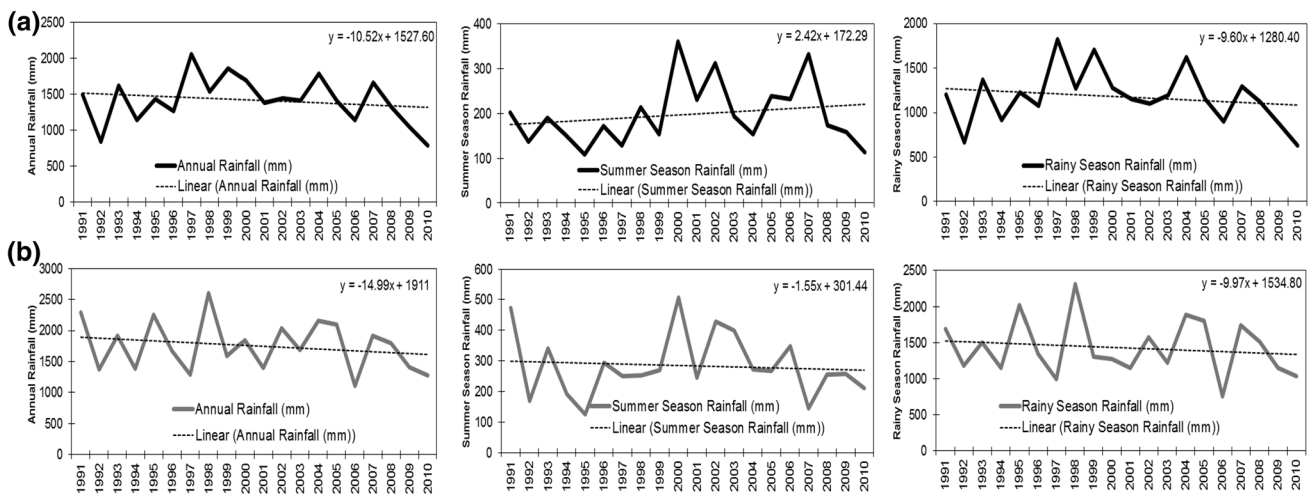 (a)
Annual Rainfall (mm)
2500
2000
1500
1000
500
0
y = -10.52x + 1527.60
Annual Rainfall (mm)
Linear (Annual Rainfall (mm))
1991 1992 1993 1994 1995 1996 1997 1998 1999 2000 2001 2002 2003 2004 2005 2006 2007 2008 2009 2010
Summer Season Rainfall (mm)
400
300
200
100
0
y = 2.42x + 172.29
Summer Season Rainfall (mm)
Linear (Summer Season Rainfall (mm))
1991 1992 1993 1994 1995 1996 1997 1998 1999 2000 2001 2002 2003 2004 2005 2006 2007 2008 2009 2010
Rainy Season Rainfall (mm)
2000
1500
1000
500
0
y = -9.60x + 1280.40
Rainy Season Rainfall (mm)
Linear (Rainy Season Rainfall (mm))
1991 1992 1993 1994 1995 1996 1997 1998 1999 2000 2001 2002 2003 2004 2005 2006 2007 2008 2009 2010
(b)
Annual Rainfall (mm)
3000
2500
2000
1500
1000
500
0
y = -14.99x + 1911
Annual Rainfall (mm)
Linear (Annual Rainfall (mm))
1991 1992 1993 1994 1995 1996 1997 1998 1999 2000 2001 2002 2003 2004 2005 2006 2007 2008 2009 2010
Summer Season Rainfall (mm)
600
500
400
300
200
100
0
y = -1.55x + 301.44
Summer Season Rainfall (mm)
Linear (Summer Season Rainfall (mm))
1991 1992 1993 1994 1995 1996 1997 1998 1999 2000 2001 2002 2003 2004 2005 2006 2007 2008 2009 2010
Rainy Season Rainfall (mm)
2500
2000
1500
1000
500
0
y = -9.97x + 1534.80
Rainy Season Rainfall (mm)
Linear (Rainy Season Rainfall (mm))
1991 1992 1993 1994 1995 1996 1997 1998 1999 2000 2001 2002 2003 2004 2005 2006 2007 2008 2009 2010